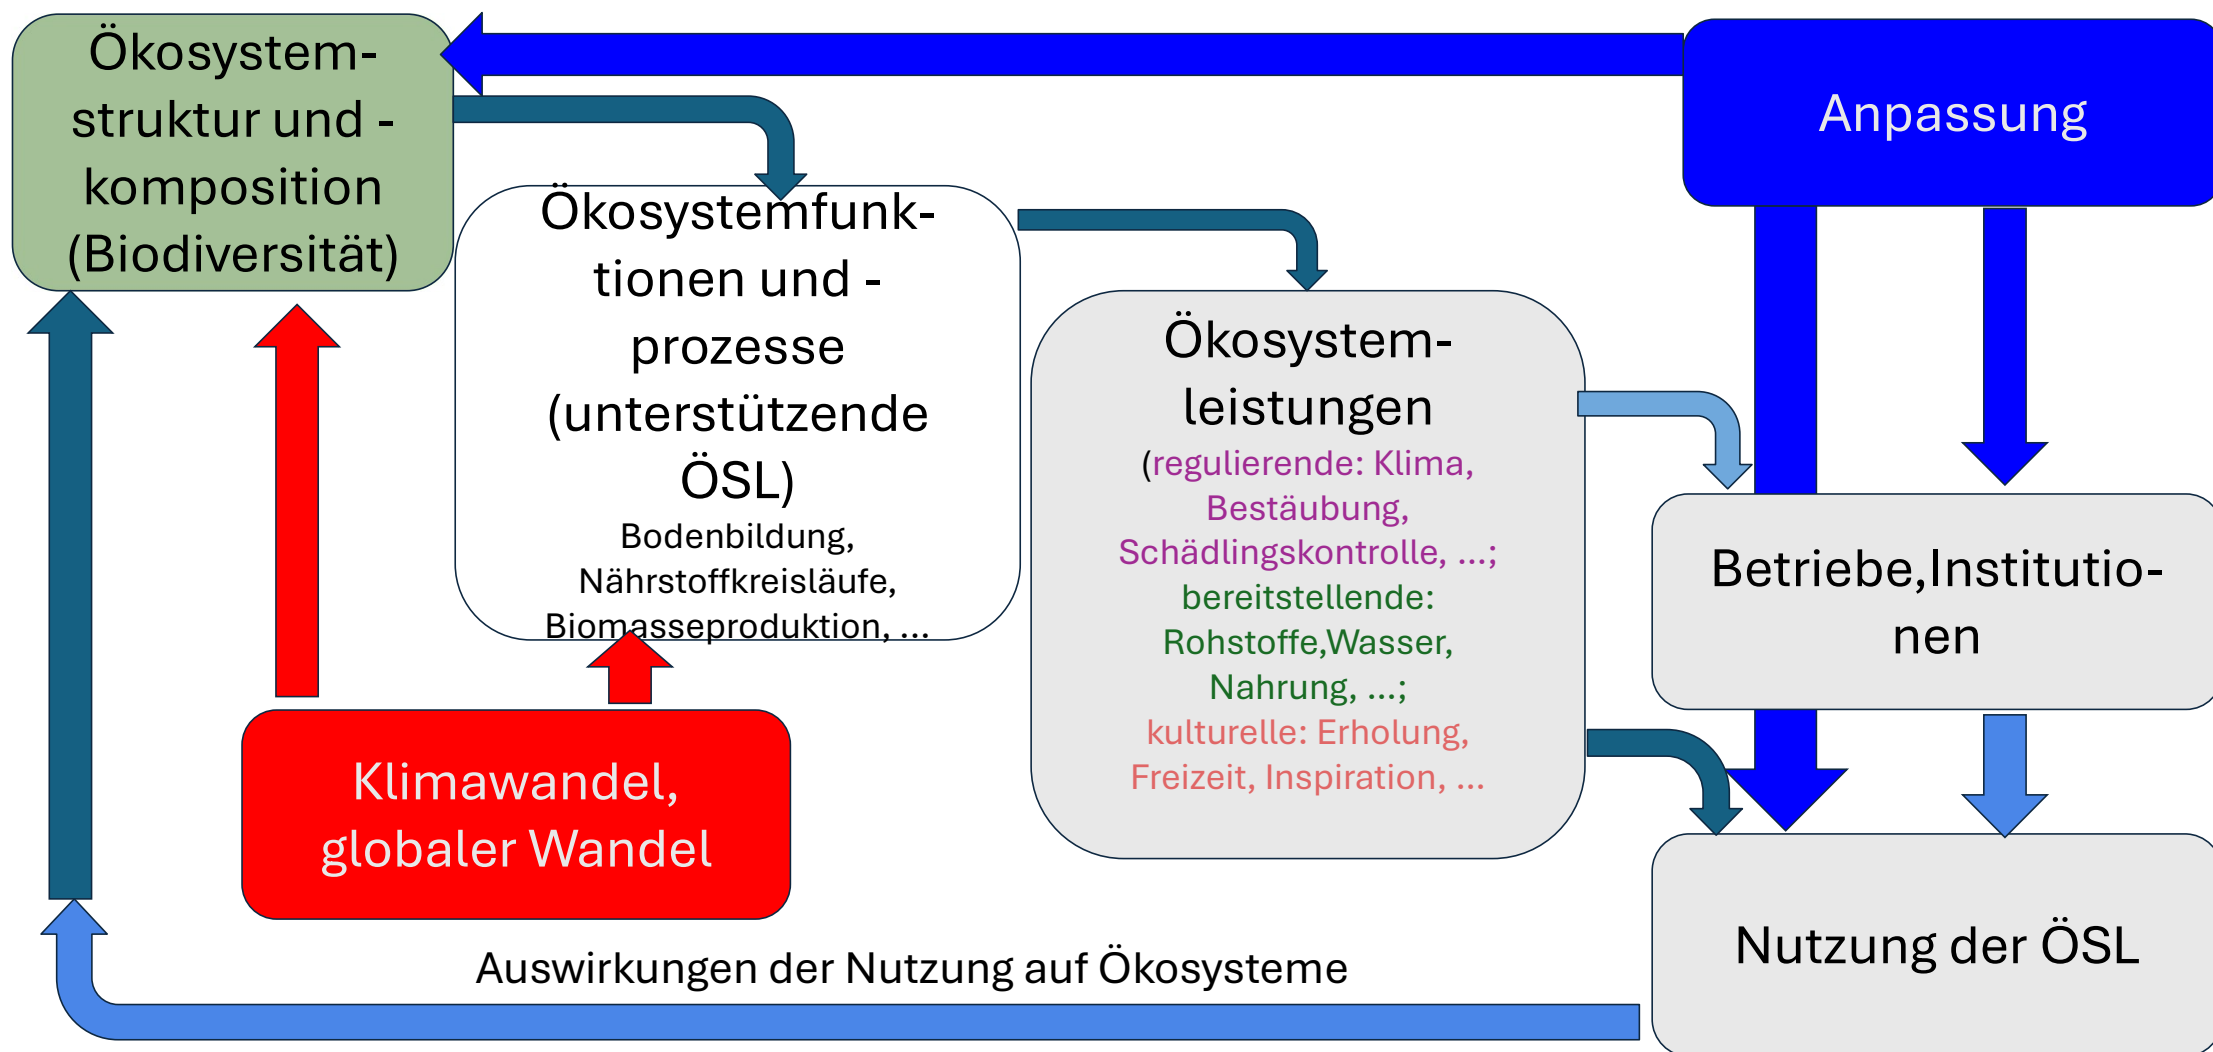 Ökosystem-
struktur und -
komposition
(Biodiversität)
Anpassung
Ökosystemfunk-
tionen und -
prozesse
(unterstützende
ÖSL)
Bodenbildung,
Nährstoffkreisläufe,
Biomasseproduktion, ...
Ökosystem-
leistungen
(regulierende: Klima,
Bestäubung,
Schädlingskontrolle, ...;
bereitstellende:
Rohstoffe,Wasser,
Nahrung, ...;
kulturelle: Erholung,
Freizeit, Inspiration, ...
Betriebe,Institutio-
nen
Klimawandel,
globaler Wandel
Nutzung der ÖSL
Auswirkungen der Nutzung auf Ökosysteme